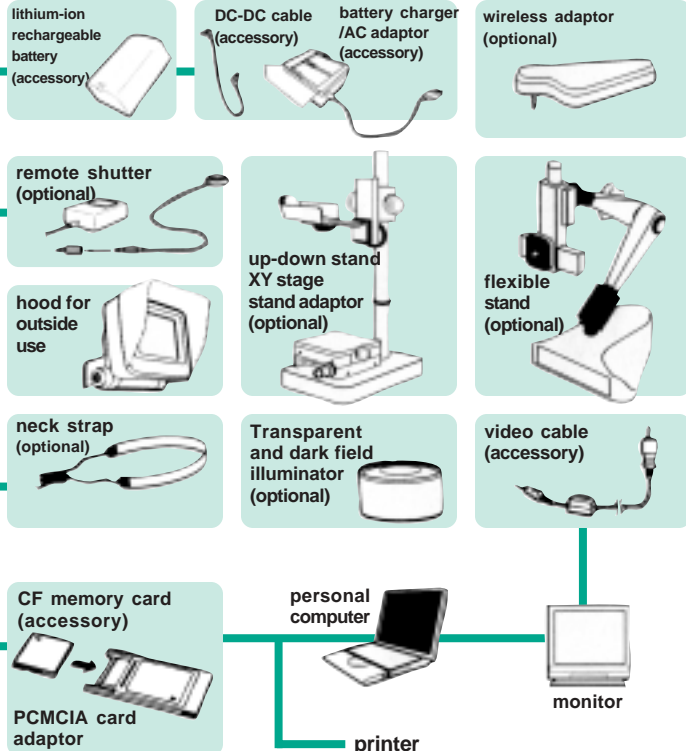 lithium-ion
rechargeable
battery
(accessory)
DC-DC cable
(accessory)
battery charger
/AC adaptor
(accessory)
wireless adaptor
(optional)
remote shutter
(optional)
up-down stand
XY stage
stand adaptor
(optional)
flexible
stand
(optional)
hood for
outside
use
neck strap
(optional)
Transparent
and dark field
illuminator
(optional)
video cable
(accessory)
CF memory card
(accessory)
PCMCIA card
adaptor
personal
computer
monitor
printer